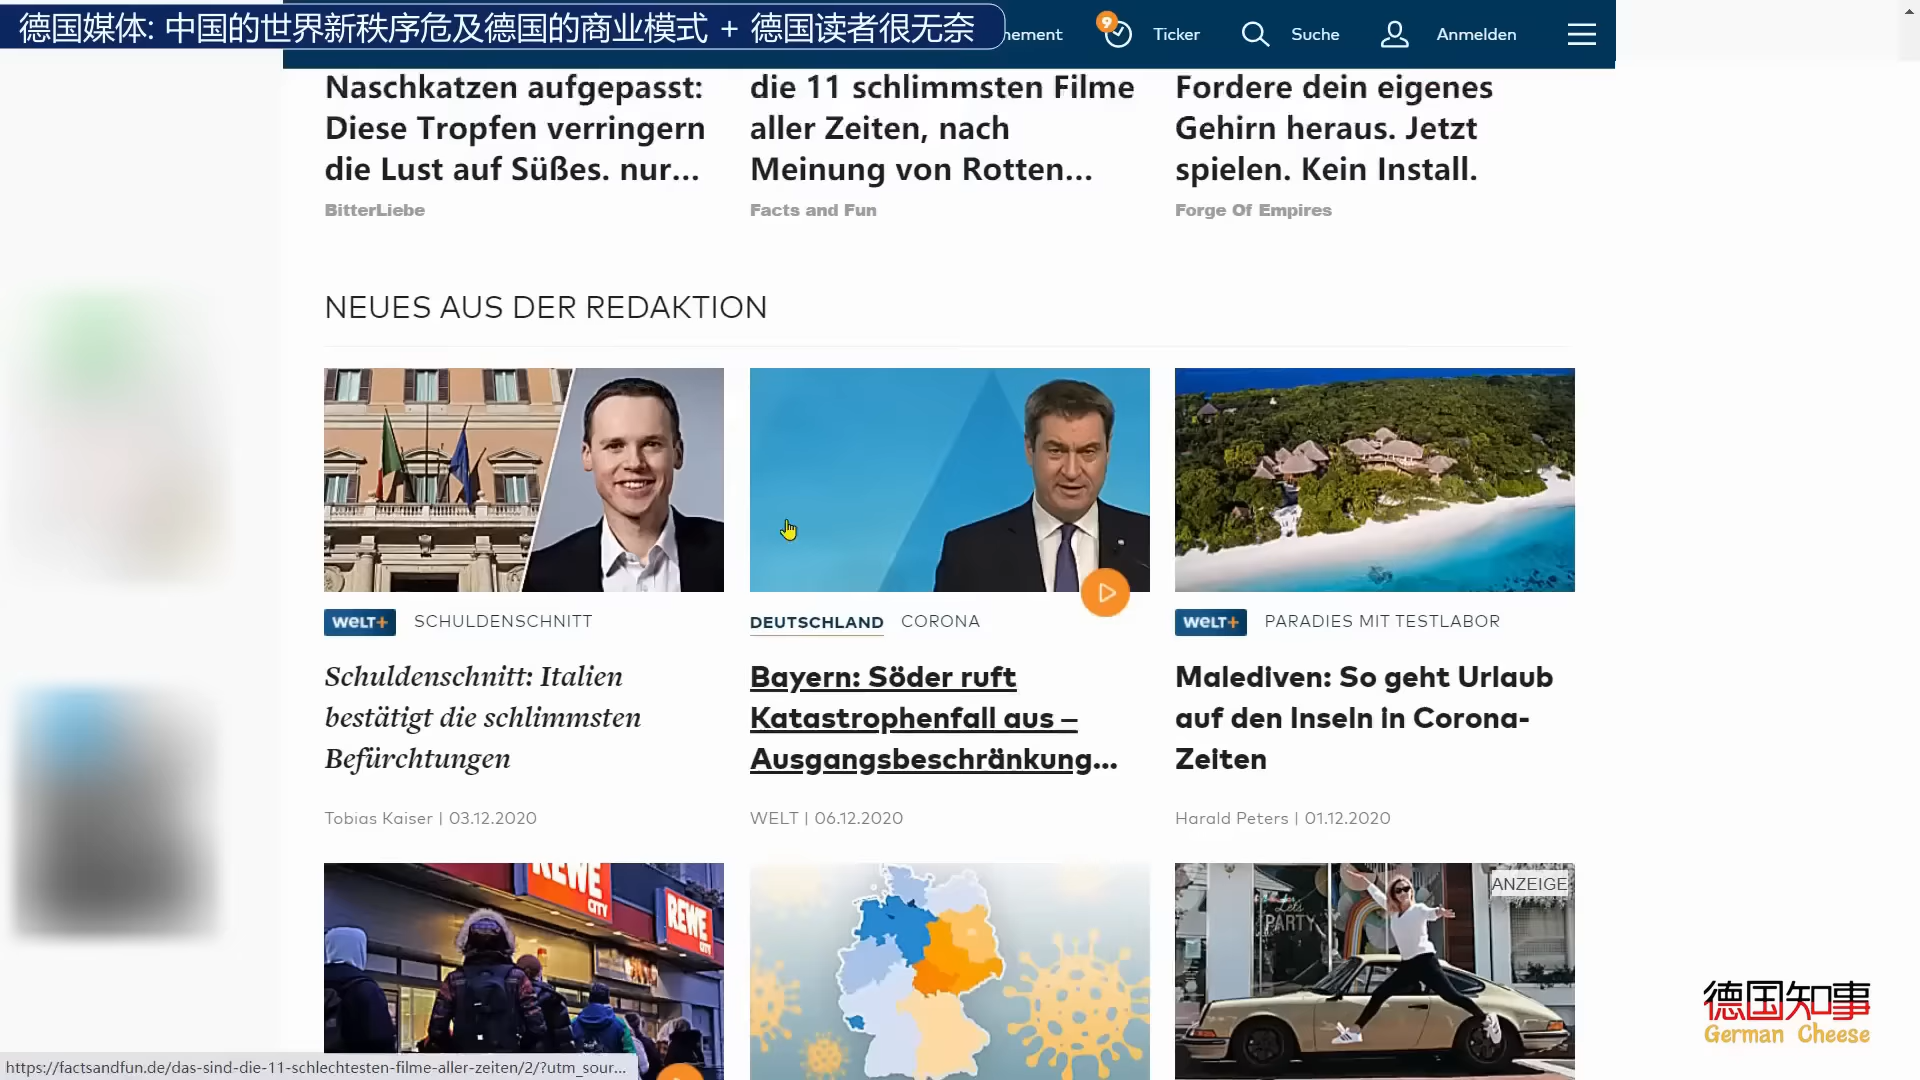 德国媒体: 中国的世界新秩序危及德国的商业模式 + 德国读者很无奈
nement
9
Ticker
Suche
Anmelden
Naschkatzen aufgepasst:
Diese Tropfen verringern
die Lust auf Süßes. nur...
BitterLiebe
die 11 schlimmsten Filme
aller Zeiten, nach
Meinung von Rotten...
Facts and Fun
Fordere dein eigenes
Gehirn heraus. Jetzt
spielen. Kein Install.
Forge Of Empires
NEUES AUS DER REDAKTION
WELT+ SCHULDENSCHNITT
Schuldenschnitt: Italien
bestätigt die schlimmsten
Befürchtungen
Tobias Kaiser | 03.12.2020
DEUTSCHLAND CORONA
Bayern: Söder ruft
Katastrophenfall aus –
Ausgangsbeschränkung...
WELT | 06.12.2020
WELT+ PARADIES MIT TESTLABOR
Malediven: So geht Urlaub
auf den Inseln in Corona-
Zeiten
Harald Peters | 01.12.2020
REWE
CITY
REWE
CITY
Let's
PARTY
ANZEIGE
德国知事
German Cheese
https://factsandfun.de/das-sind-die-11-schlechtesten-filme-aller-zeiten/2/?utm_sour...